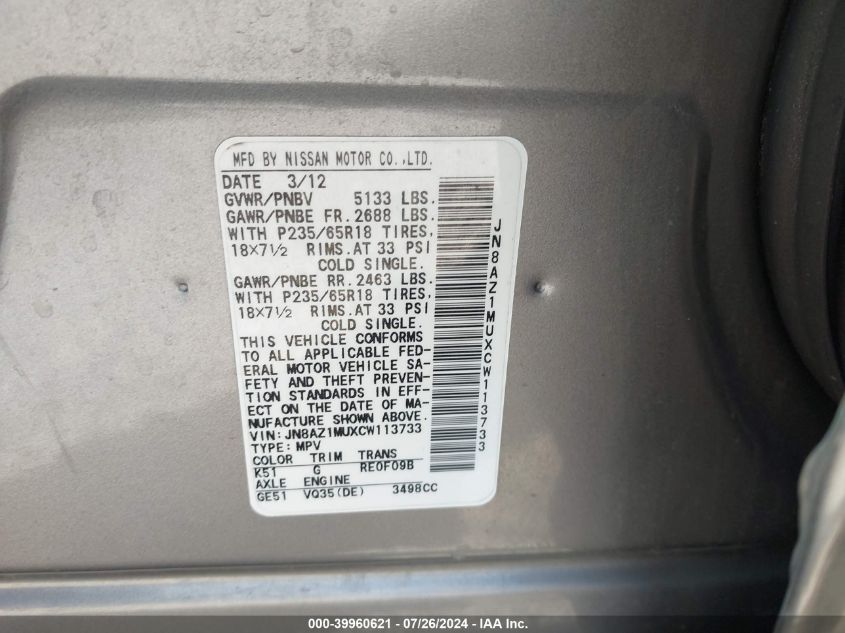 MFD BY NISSAN MOTOR CO.,LTD.
DATE 3/12
GVWR/PNBV 5133 LBS.
GAWR/PNBE FR. 2688 LBS.
WITH P235/65R18 TIRES,
18×7½ RIMS. AT 33 PSI
COLD SINGLE.
GAWR/PNBE RR. 2463 LBS.
WITH P235/65R18 TIRES,
18×7½ RIMS. AT 33 PSI
COLD SINGLE.
THIS VEHICLE CONFORMS
TO ALL APPLICABLE FED-
ERAL MOTOR VEHICLE SA-
FETY AND THEFT PREVEN-
TION STANDARDS IN EFF-
ECT ON THE DATE OF MA-
NUFACTURE SHOWN ABOVE.
VIN: JN8AZ1MUXCW113733
TYPE: MPV
COLOR TRIM TRANS
K51 G RE0F09B
AXLE ENGINE
GE51 VQ35(DE) 3498CC
JN8AZ1MUXCW113733
000-39960621 / 07/26/2024 / IAA Inc.